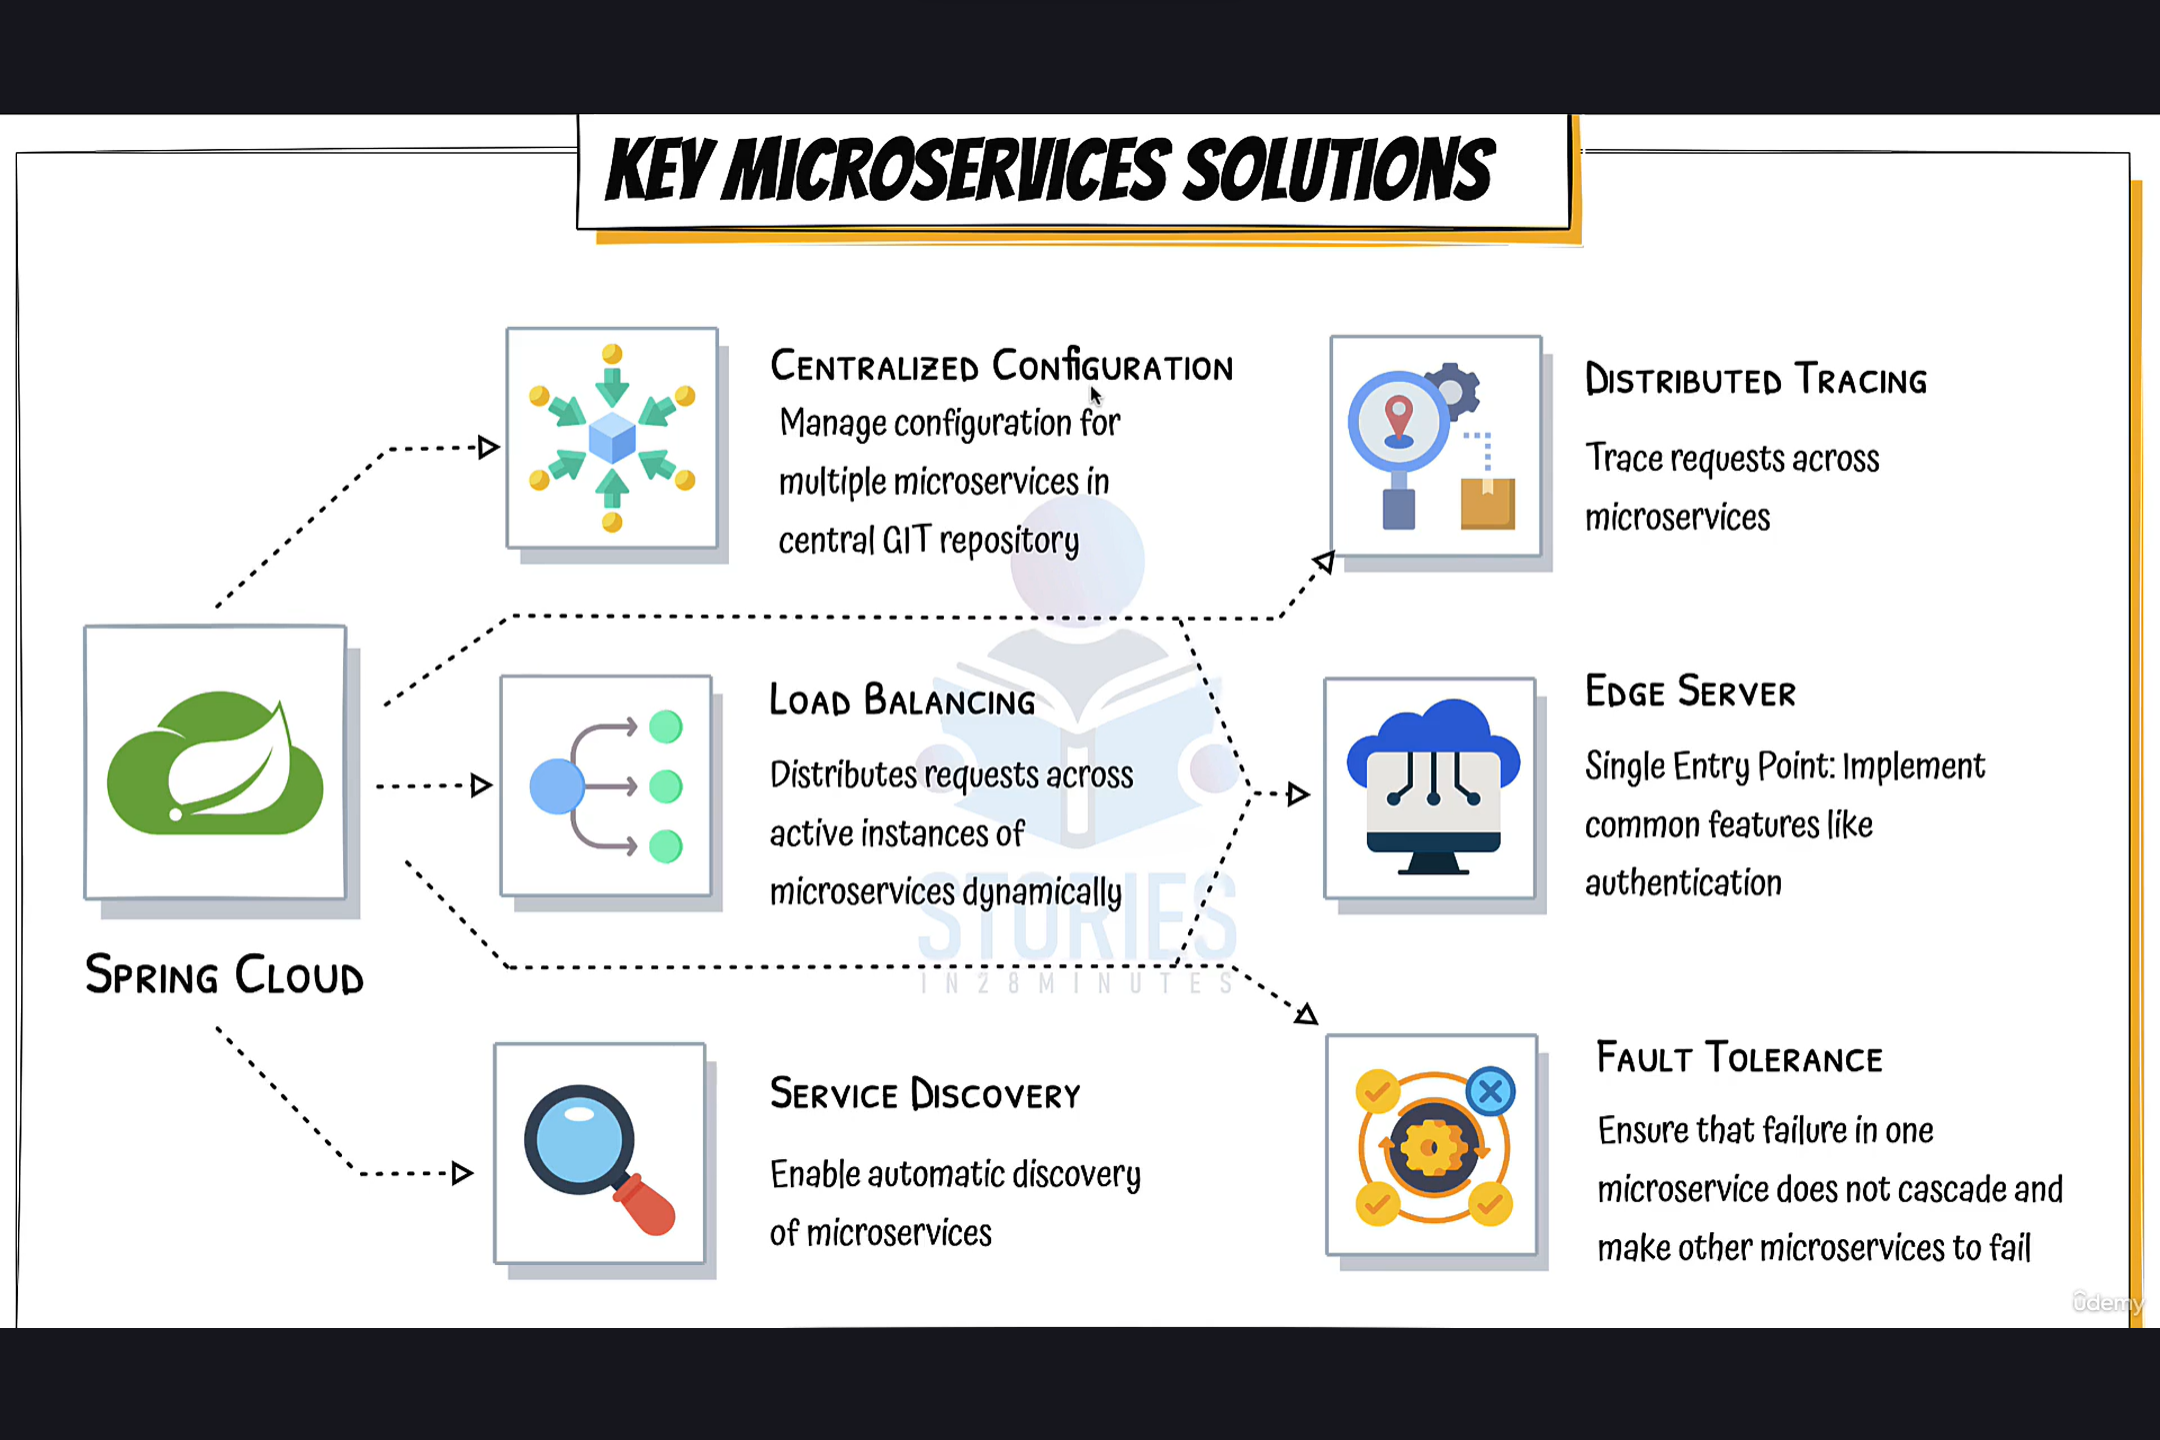 KEY MICROSERVICES SOLUTIONS
CENTRALIZED CONFIGURATION
Manage configuration for
multiple microservices in
central GIT repository
DISTRIBUTED TRACING
Trace requests across
microservices
LOAD BALANCING
Distributes requests across
active instances of
microservices dynamically
EDGE SERVER
Single Entry Point: Implement
common features like
authentication
STORIES
IN28MINUTES
SPRING CLOUD
SERVICE DISCOVERY
Enable automatic discovery
of microservices
FAULT TOLERANCE
Ensure that failure in one
microservice does not cascade and
make other microservices to fail
ûdemy